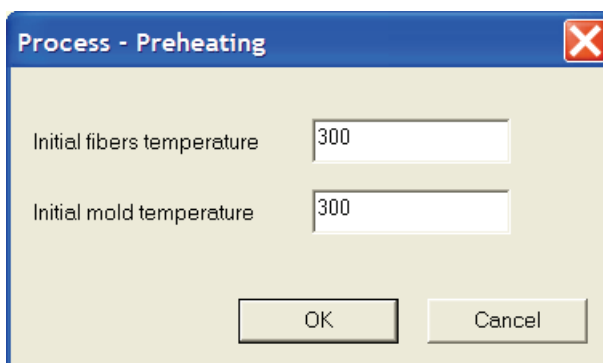 Process - Preheating
Initial fibers temperature 300
Initial mold temperature 300
OK Cancel